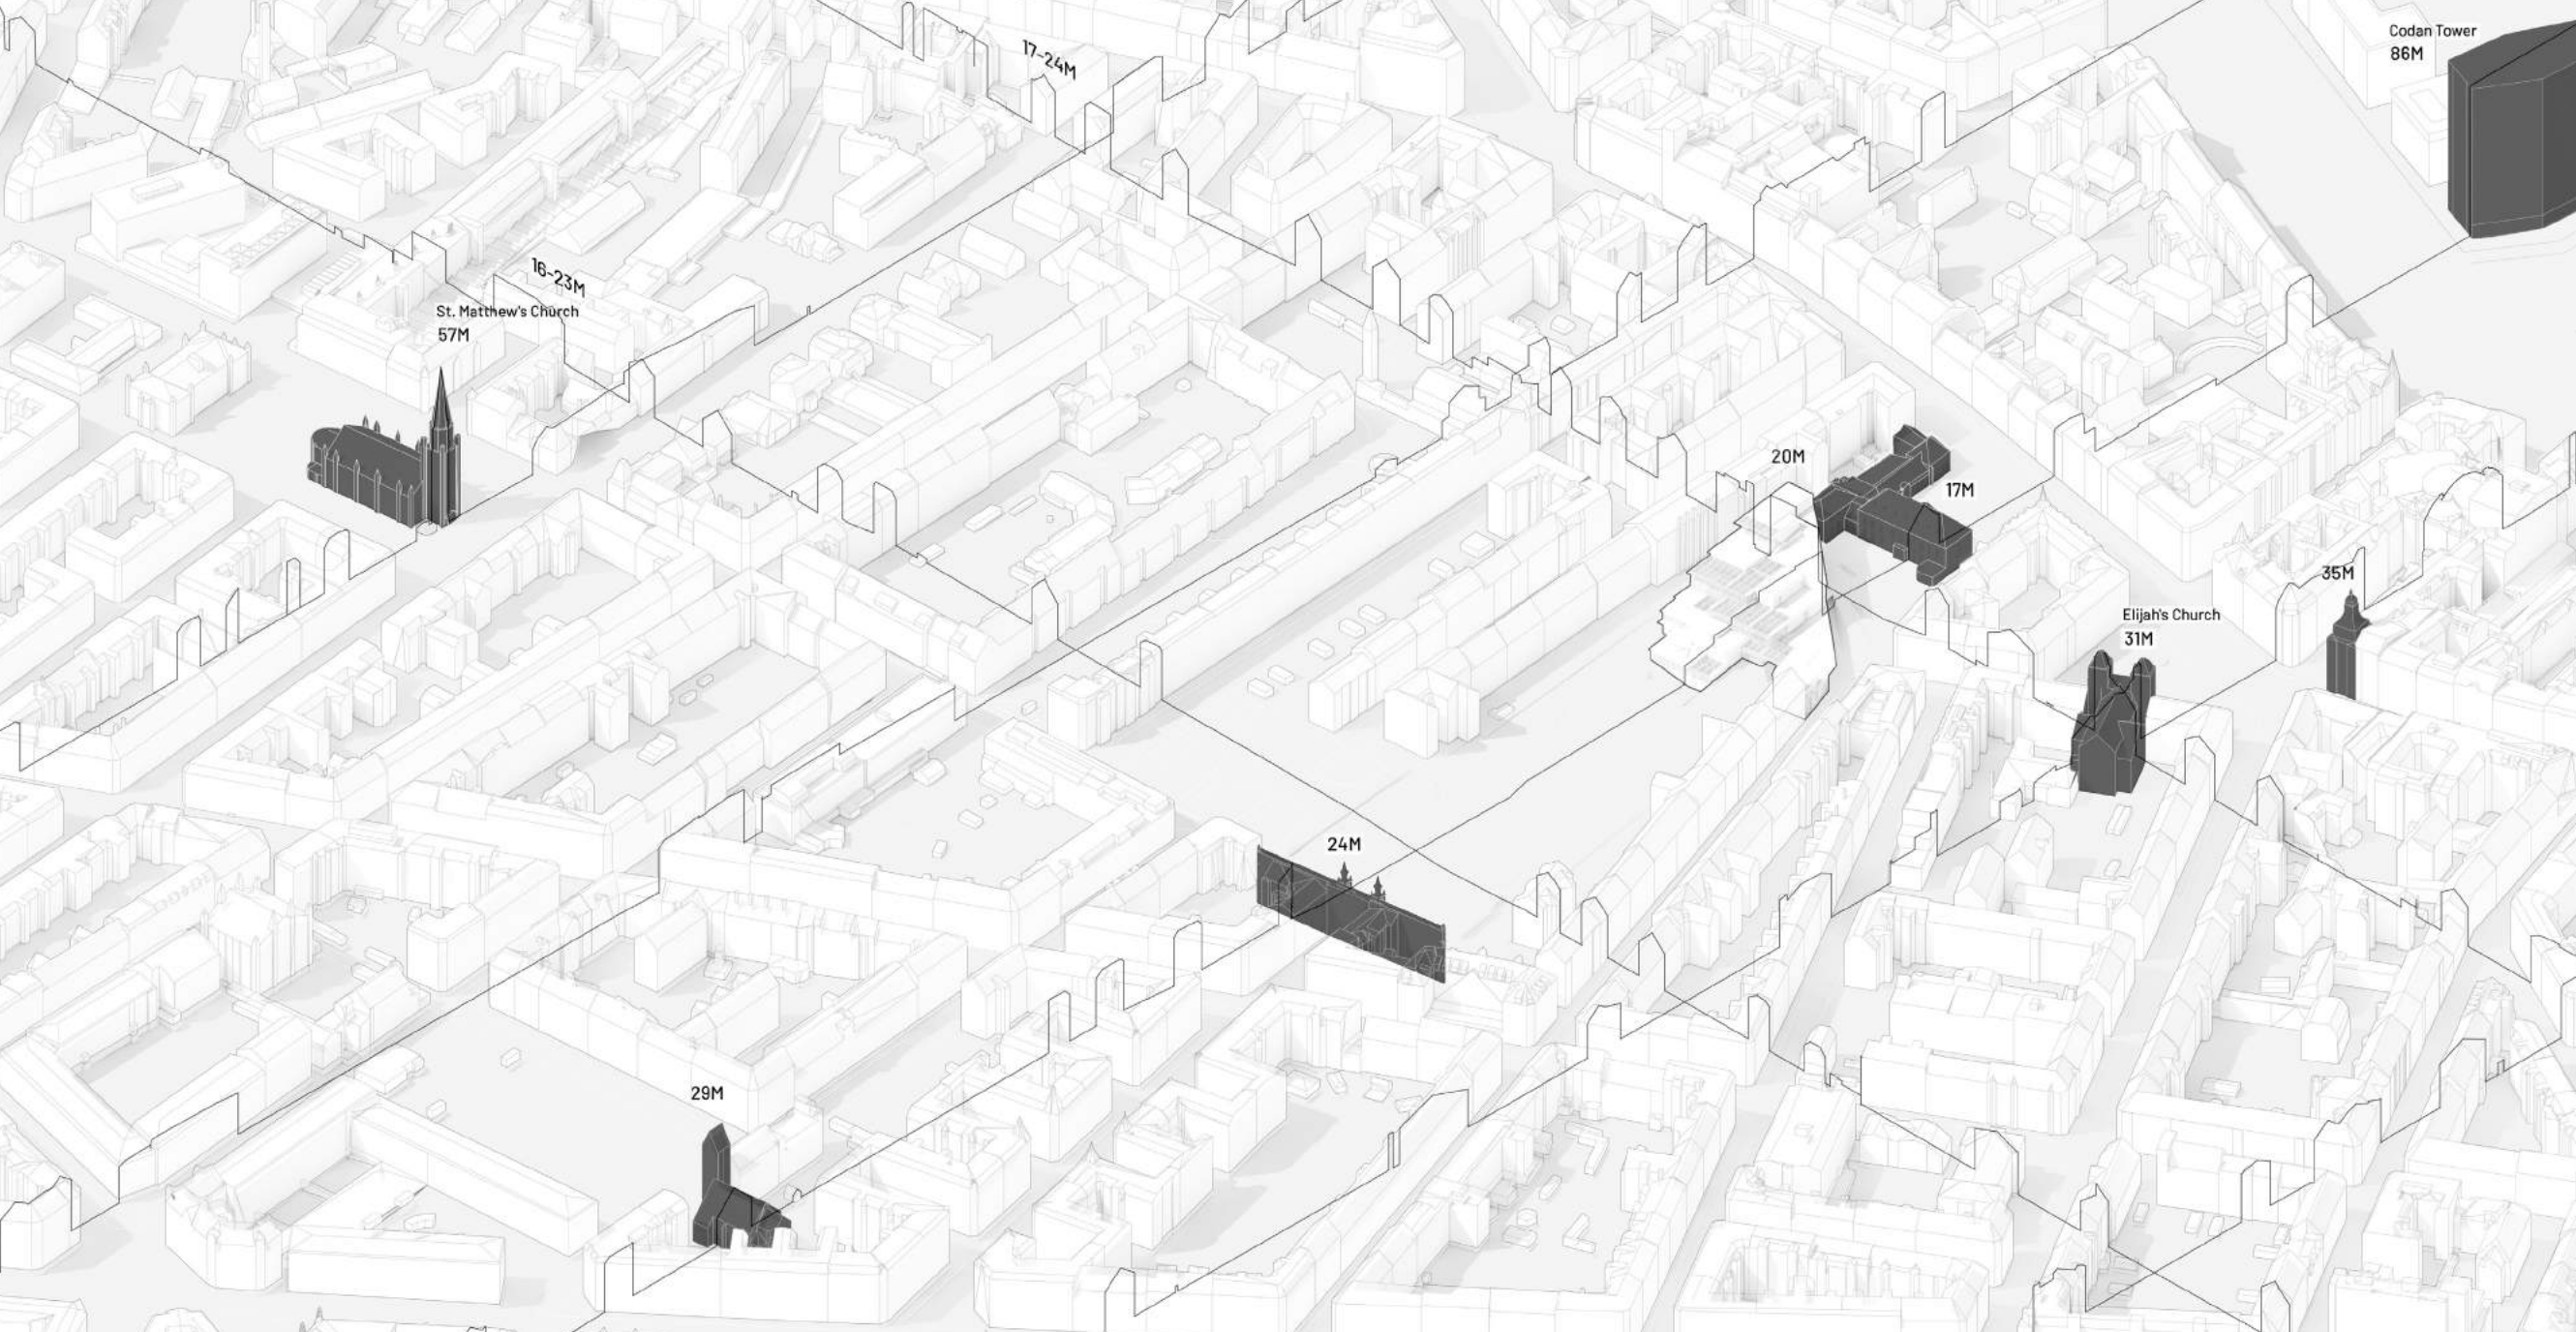 Codan Tower
86M
17-24M
16-23M
St. Matthew's Church
57M
20M
17M
35M
Elijah's Church
31M
24M
29M